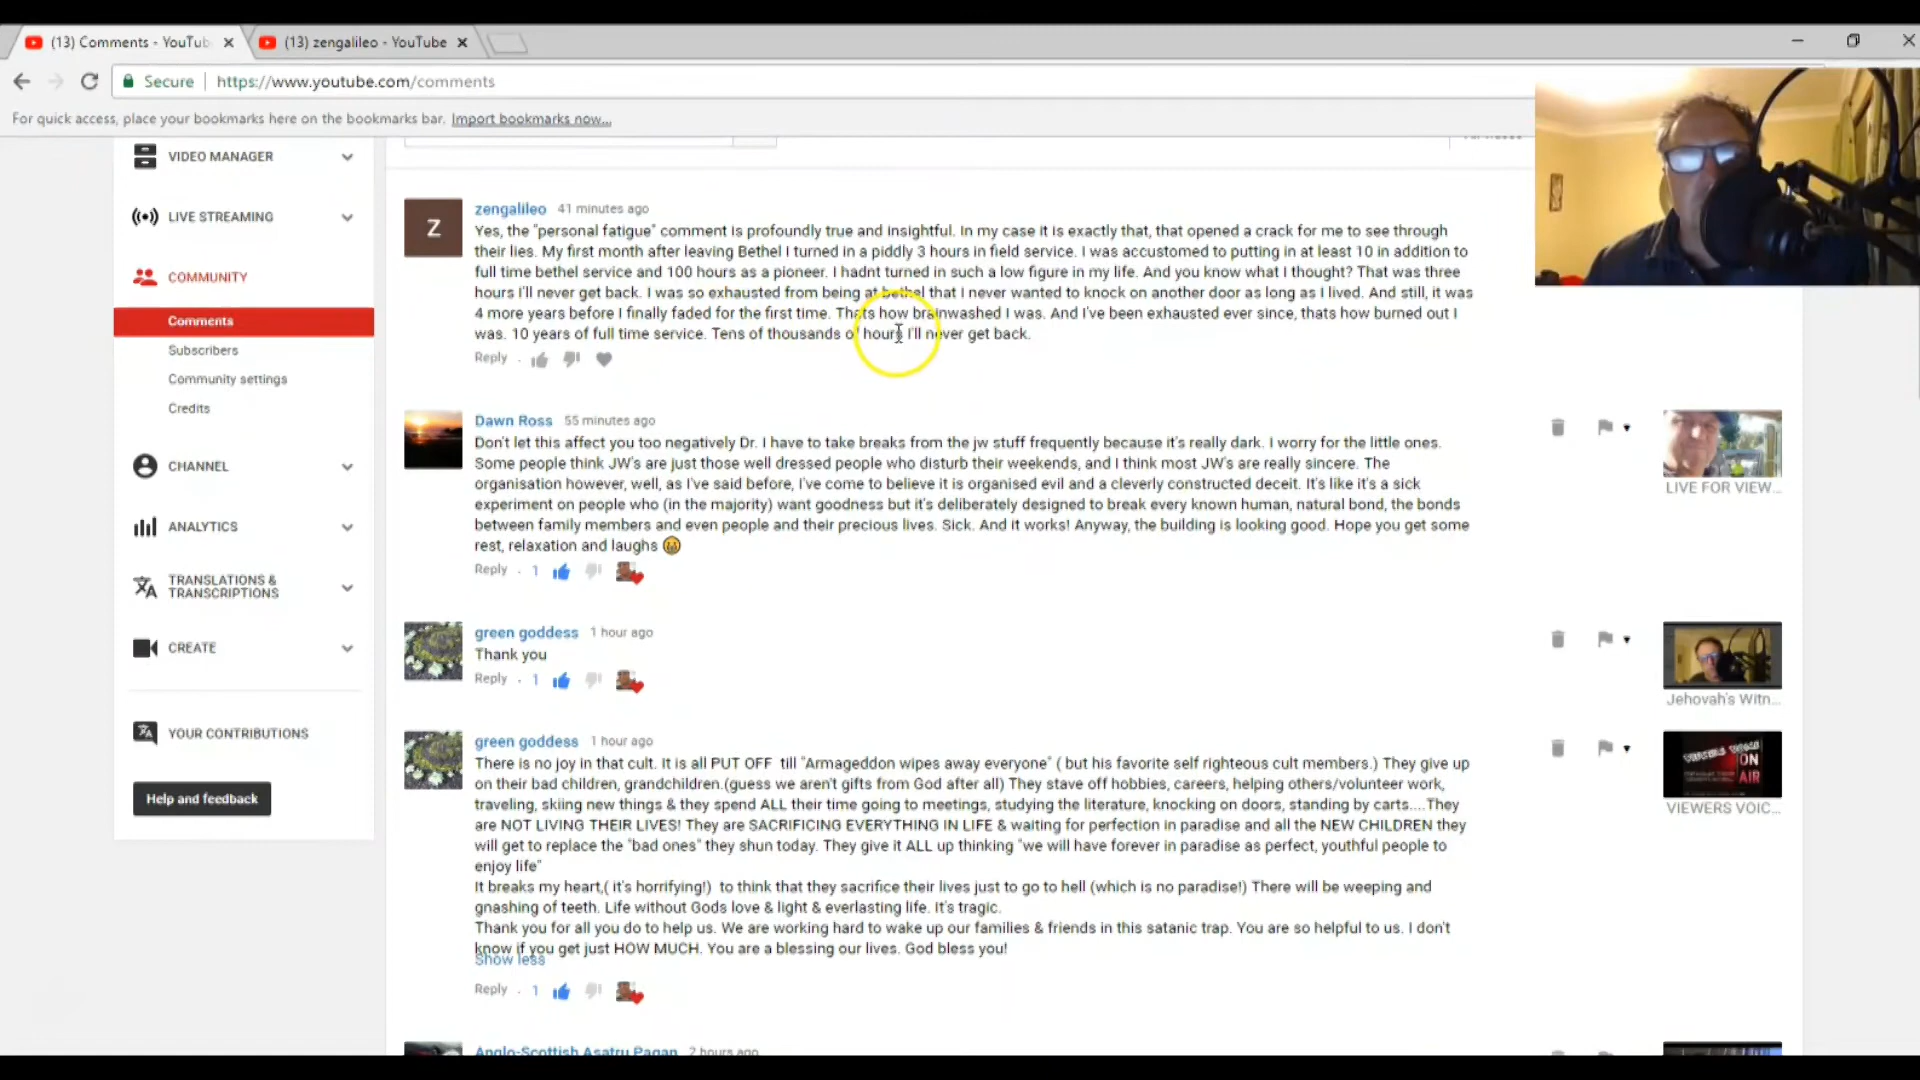 (13) Comments - YouTub
(13) zengalileo - YouTube
Secure
https://www.youtube.com/comments
For quick access, place your bookmarks here on the bookmarks bar. Import bookmarks now...
VIDEO MANAGER
LIVE STREAMING
COMMUNITY
Comments
Subscribers
Community settings
Credits
CHANNEL
ANALYTICS
TRANSLATIONS &
TRANSCRIPTIONS
CREATE
YOUR CONTRIBUTIONS
Help and feedback
Z
zengalileo 41 minutes ago
Yes, the "personal fatigue" comment is profoundly true and insightful. In my case it is exactly that, that opened a crack for me to see through
their lies. My first month after leaving Bethel I turned in a piddly 3 hours in field service. I was accustomed to putting in at least 10 in addition to
full time bethel service and 100 hours as a pioneer. I hadnt turned in such a low figure in my life. And you know what I thought? That was three
hours I'll never get back. I was so exhausted from being at bethel that I never wanted to knock on another door as long as I lived. And still, it was
4 more years before I finally faded for the first time. Thats how brainwashed I was. And I've been exhausted ever since, thats how burned out I
was. 10 years of full time service. Tens of thousands of hours I'll never get back.
Reply .
Dawn Ross 55 minutes ago
Don't let this affect you too negatively Dr. I have to take breaks from the jw stuff frequently because it's really dark. I worry for the little ones.
Some people think JW's are just those well dressed people who disturb their weekends, and I think most JW's are really sincere. The
organisation however, well, as I've said before, I've come to believe it is organised evil and a cleverly constructed deceit. It's like it's a sick
experiment on people who (in the majority) want goodness but it's deliberately designed to break every known human, natural bond, the bonds
between family members and even people and their precious lives. Sick. And it works! Anyway, the building is looking good. Hope you get some
rest, relaxation and laughs
Reply . 1
LIVE FOR VIEW...
green goddess 1 hour ago
Thank you
Reply . 1
Jehovah's Witn...
green goddess 1 hour ago
There is no joy in that cult. It is all PUT OFF till "Armageddon wipes away everyone" ( but his favorite self righteous cult members.) They give up
on their bad children, grandchildren.(guess we aren't gifts from God after all) They stave off hobbies, careers, helping others/volunteer work,
traveling, skiing new things & they spend ALL their time going to meetings, studying the literature, knocking on doors, standing by carts....They
are NOT LIVING THEIR LIVES! They are SACRIFICING EVERYTHING IN LIFE & waiting for perfection in paradise and all the NEW CHILDREN they
will get to replace the "bad ones" they shun today. They give it ALL up thinking "we will have forever in paradise as perfect, youthful people to
enjoy life"
It breaks my heart,( it's horrifying!) to think that they sacrifice their lives just to go to hell (which is no paradise!) There will be weeping and
gnashing of teeth. Life without Gods love & light & everlasting life. It's tragic.
Thank you for all you do to help us. We are working hard to wake up our families & friends in this satanic trap. You are so helpful to us. I don't
know if you get just HOW MUCH. You are a blessing our lives. God bless you!
Show less
Reply . 1
ON
AIR
VIEWERS VOIC...
Anglo-Scottish Asatru Pagan 2 hours ago